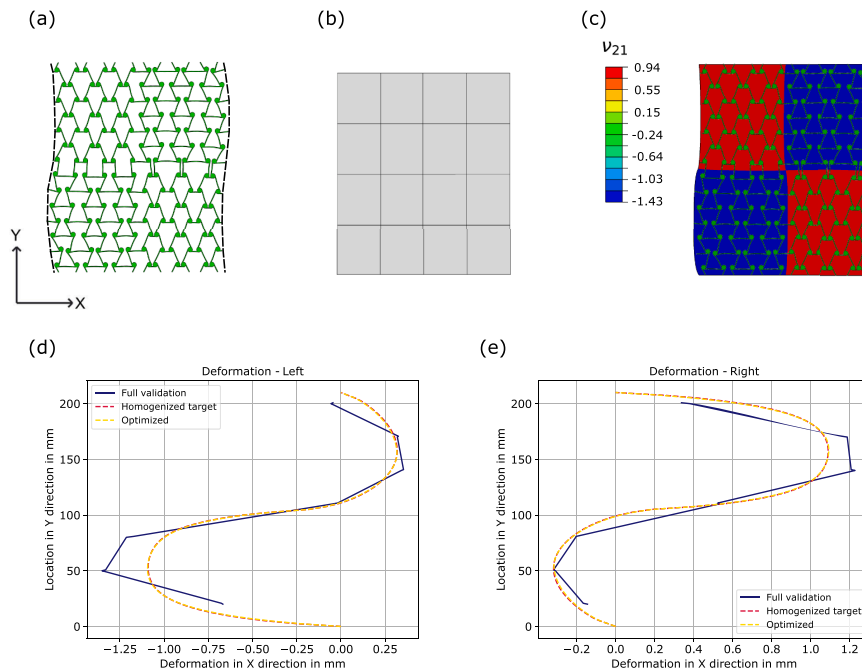 (a)
(b)
(c)
ν21
0.94
0.55
0.15
-0.24
-0.64
-1.03
-1.43
Y
X
(d)
(e)
Deformation - Left
Full validation
Homogenized target
Optimized
Location in Y direction in mm
200
150
100
50
0
−1.25 −1.00 −0.75 −0.50 −0.25 0.00 0.25
Deformation in X direction in mm
Deformation - Right
Location in Y direction in mm
200
150
100
50
0
Full validation
Homogenized target
Optimized
−0.2 0.0 0.2 0.4 0.6 0.8 1.0 1.2
Deformation in X direction in mm